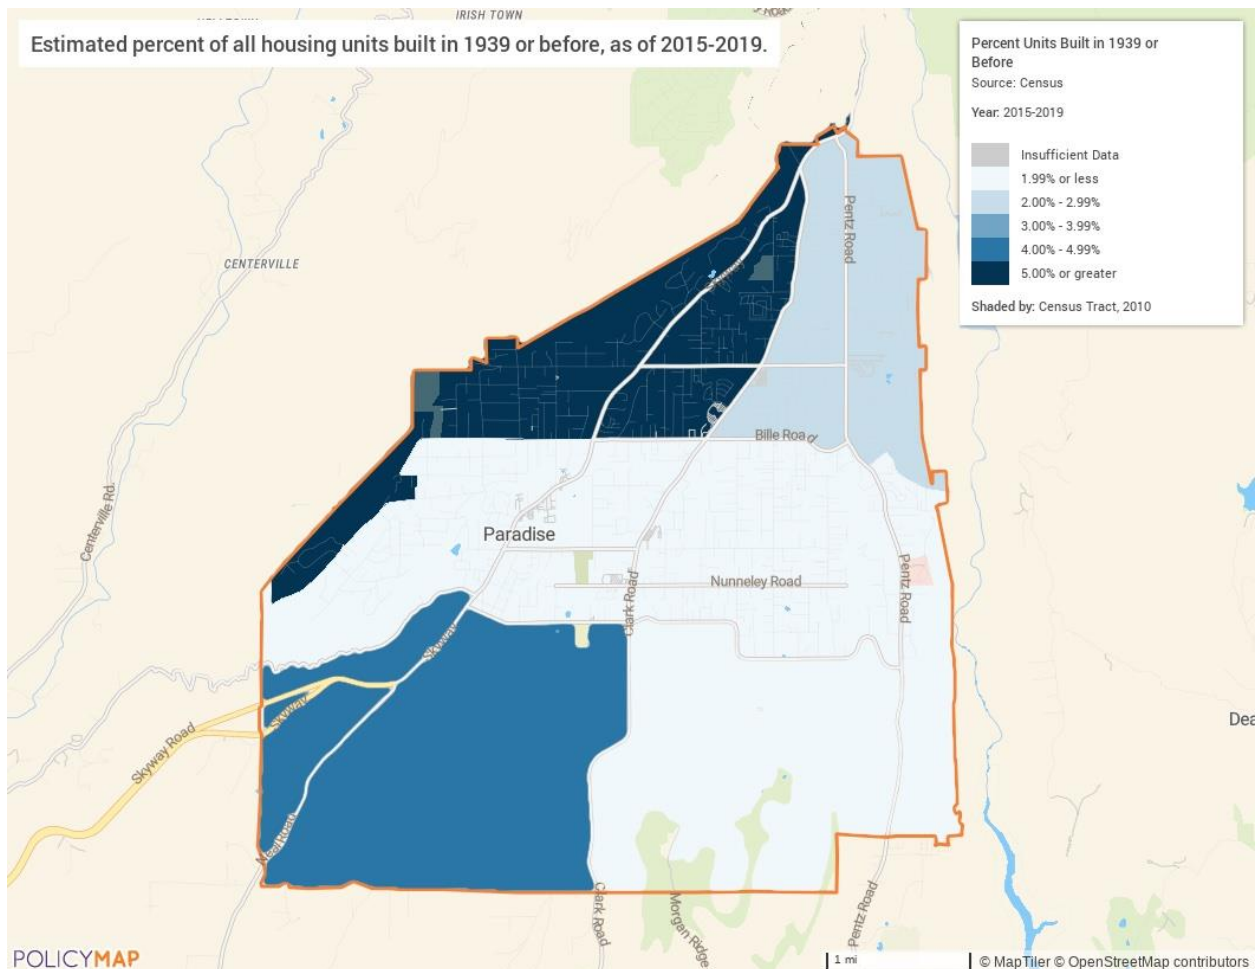 IRISH TOWN
Estimated percent of all housing units built in 1939 or before, as of 2015-2019.
Percent Units Built in 1939 or
Before
Source: Census
Year: 2015-2019
Insufficient Data
1.99% or less
2.00% - 2.99%
3.00% - 3.99%
4.00% - 4.99%
5.00% or greater
Shaded by: Census Tract, 2010
CENTERVILLE
Pentz Road
Skyway
Bille Road
Centerville Rd.
Paradise
Nunneley Road
Pentz Road
Clark Road
Skyway
Skyway
Skyway Road
Dea
Neal Road
Clark Road
Morgan Ridge
Pentz Road
POLICYMAP
1 mi
© MapTiler © OpenStreetMap contributors